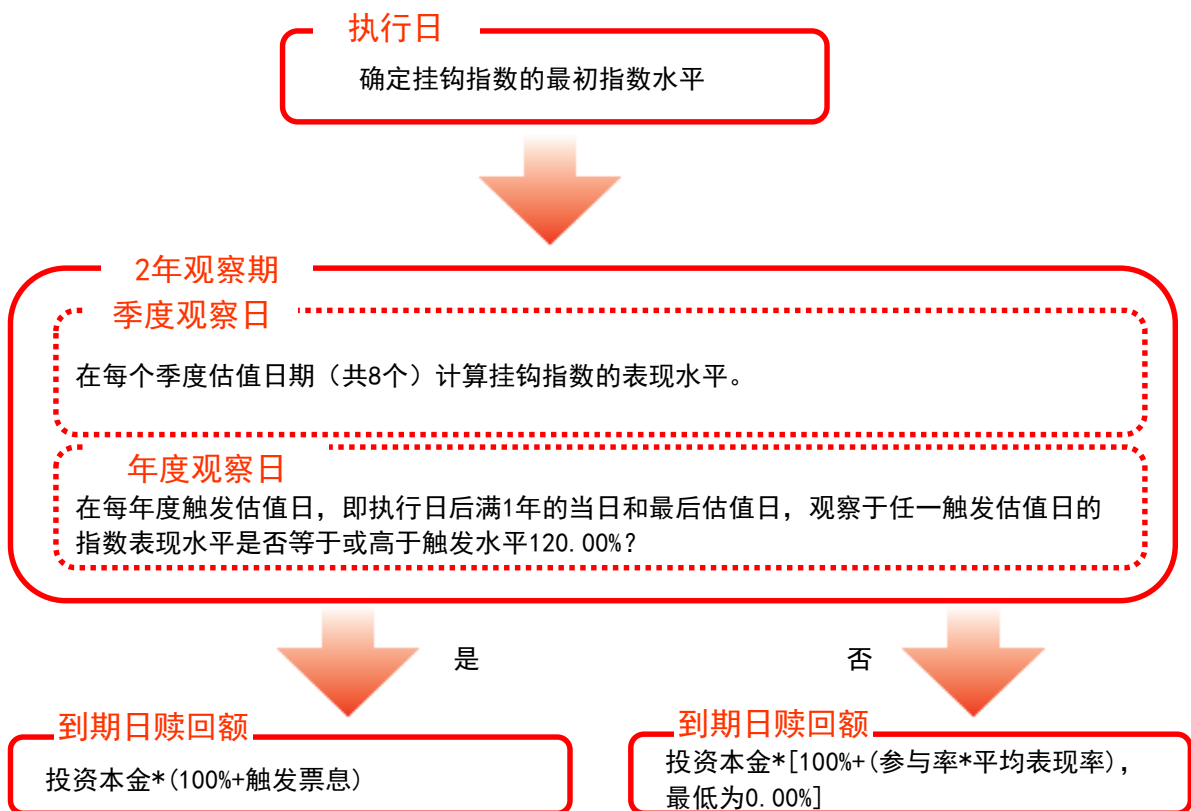 执行日
确定挂钩指数的最初指数水平
2年观察期
季度观察日
在每个季度估值日期（共8个）计算挂钩指数的表现水平。
年度观察日
在每年度触发估值日，即执行日后满1年的当日和最后估值日，观察于任一触发估值日的
指数表现水平是否等于或高于触发水平120.00%？
是
否
到期日赎回额
投资本金*(100%+触发票息)
到期日赎回额
投资本金*[100%+(参与率*平均表现率)，
最低为0.00%]